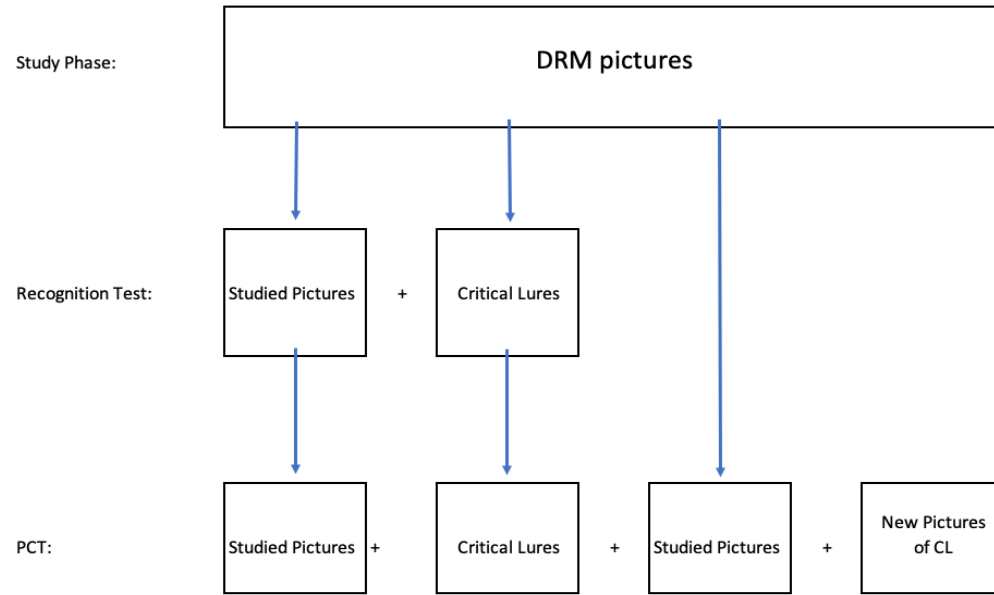 Study Phase:
DRM pictures
Recognition Test:
Studied Pictures
+
Critical Lures
PCT:
Studied Pictures
+
Critical Lures
+
Studied Pictures
+
New Pictures
of CL